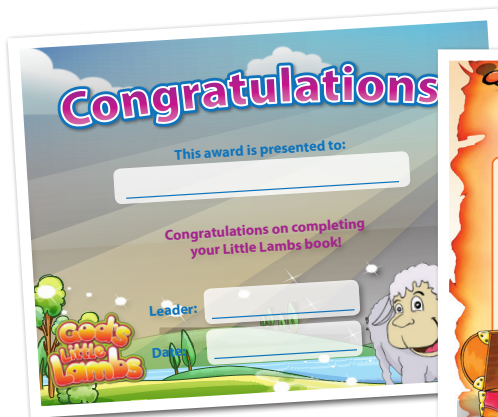 Congratulations
This award is presented to:
Congratulations on completing
your Little Lambs book!
Leader:
Date:
God's
Little
Lambs